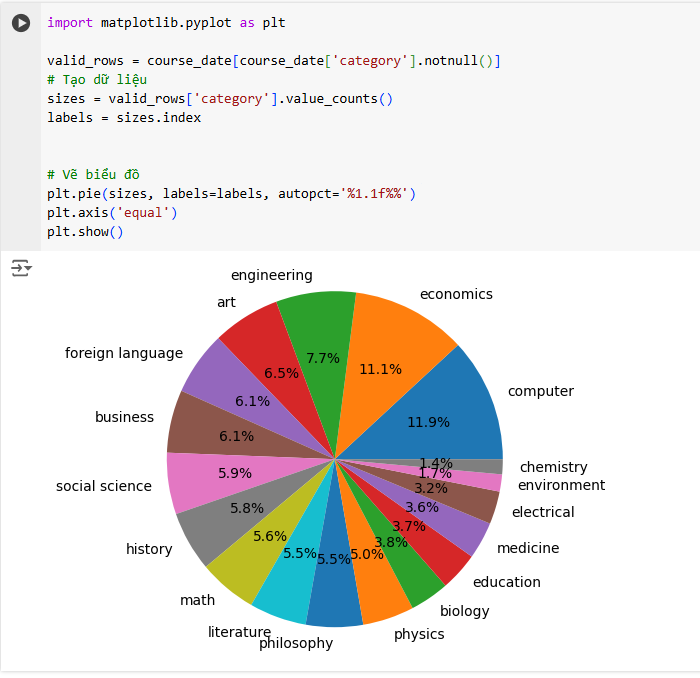 import matplotlib.pyplot as plt
valid_rows = course_date[course_date['category'].notnull()]
# Tạo dữ liệu
sizes = valid_rows['category'].value_counts()
labels = sizes.index
# Vẽ biểu đồ
plt.pie(sizes, labels=labels, autopct='%1.1f%%')
plt.axis('equal')
plt.show()
engineering
economics
art
7.7%
foreign language
11.1%
6.5%
computer
6.1%
business
11.9%
6.1%
chemistry
1.4%
social science
5.9%
1.7%
environment
3.2%
electrical
5.8%
3.6%
history
5.6%
3.7%
medicine
5.5%
5.5%
5.0%
3.8%
education
math
biology
literature
philosophy
physics